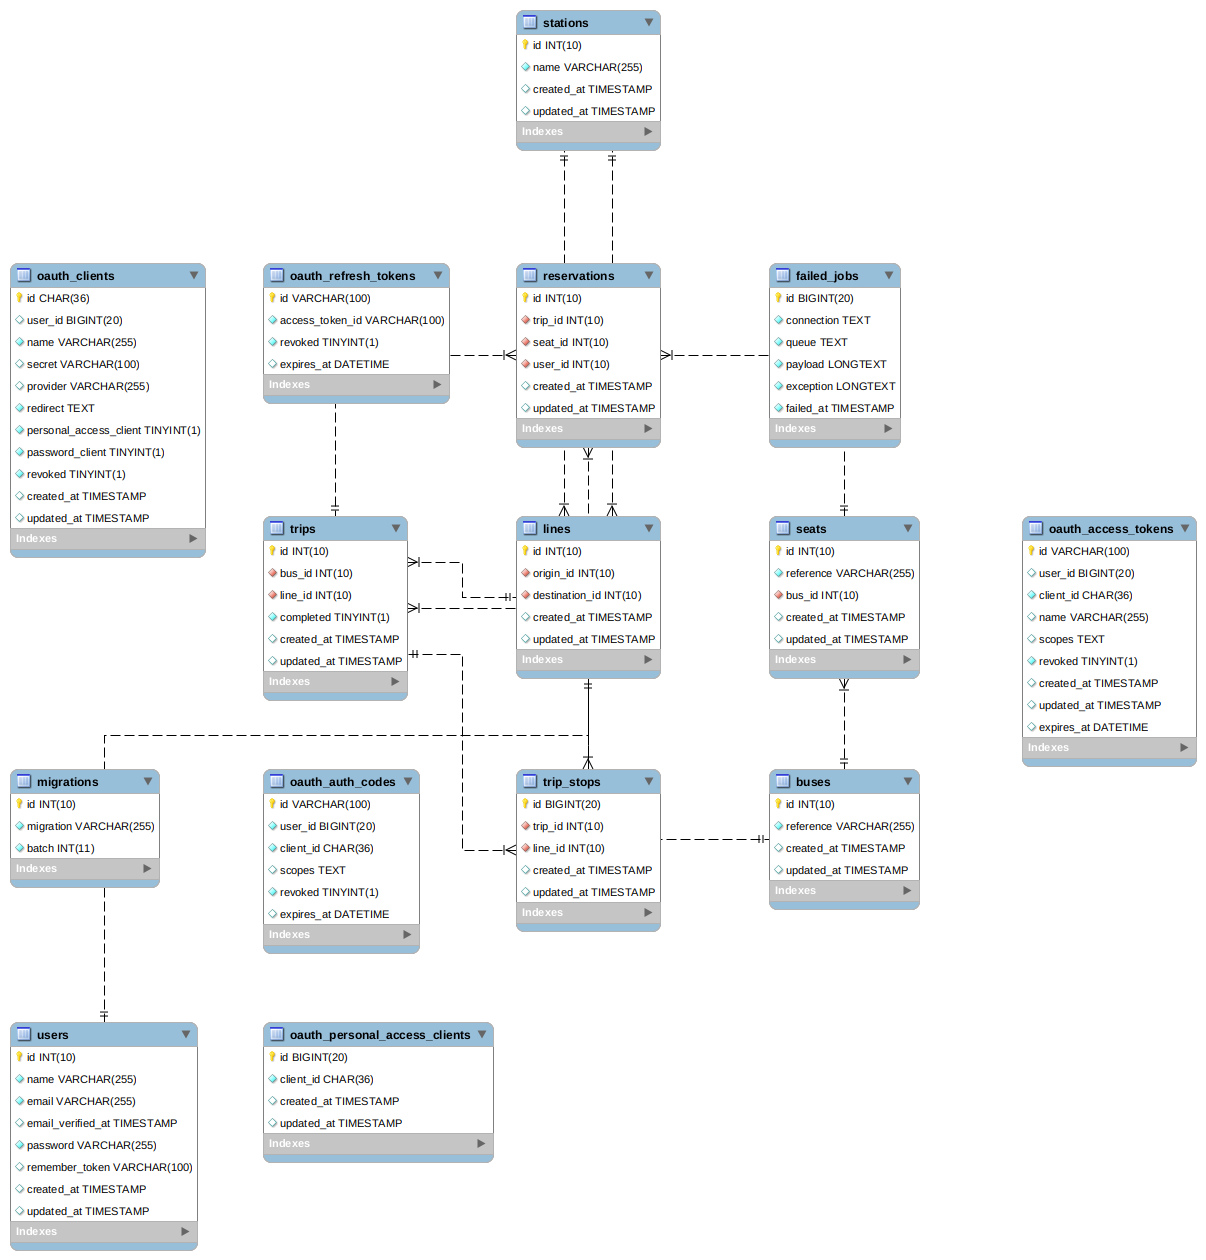 stations
id INT(10)
name VARCHAR(255)
created_at TIMESTAMP
updated_at TIMESTAMP
Indexes
oauth_clients
id CHAR(36)
user_id BIGINT(20)
name VARCHAR(255)
secret VARCHAR(100)
provider VARCHAR(255)
redirect TEXT
personal_access_client TINYINT(1)
password_client TINYINT(1)
revoked TINYINT(1)
created_at TIMESTAMP
updated_at TIMESTAMP
Indexes
oauth_refresh_tokens
id VARCHAR(100)
access_token_id VARCHAR(100)
revoked TINYINT(1)
expires_at DATETIME
Indexes
reservations
id INT(10)
trip_id INT(10)
seat_id INT(10)
user_id INT(10)
created_at TIMESTAMP
updated_at TIMESTAMP
Indexes
failed_jobs
id BIGINT(20)
connection TEXT
queue TEXT
payload LONGTEXT
exception LONGTEXT
failed_at TIMESTAMP
Indexes
trips
id INT(10)
bus_id INT(10)
line_id INT(10)
completed TINYINT(1)
created_at TIMESTAMP
updated_at TIMESTAMP
Indexes
lines
id INT(10)
origin_id INT(10)
destination_id INT(10)
created_at TIMESTAMP
updated_at TIMESTAMP
Indexes
seats
id INT(10)
reference VARCHAR(255)
bus_id INT(10)
created_at TIMESTAMP
updated_at TIMESTAMP
Indexes
oauth_access_tokens
id VARCHAR(100)
user_id BIGINT(20)
client_id CHAR(36)
name VARCHAR(255)
scopes TEXT
revoked TINYINT(1)
created_at TIMESTAMP
updated_at TIMESTAMP
expires_at DATETIME
Indexes
migrations
id INT(10)
migration VARCHAR(255)
batch INT(11)
Indexes
oauth_auth_codes
id VARCHAR(100)
user_id BIGINT(20)
client_id CHAR(36)
scopes TEXT
revoked TINYINT(1)
expires_at DATETIME
Indexes
trip_stops
id BIGINT(20)
trip_id INT(10)
line_id INT(10)
created_at TIMESTAMP
updated_at TIMESTAMP
Indexes
buses
id INT(10)
reference VARCHAR(255)
created_at TIMESTAMP
updated_at TIMESTAMP
Indexes
users
id INT(10)
name VARCHAR(255)
email VARCHAR(255)
email_verified_at TIMESTAMP
password VARCHAR(255)
remember_token VARCHAR(100)
created_at TIMESTAMP
updated_at TIMESTAMP
Indexes
oauth_personal_access_clients
id BIGINT(20)
client_id CHAR(36)
created_at TIMESTAMP
updated_at TIMESTAMP
Indexes